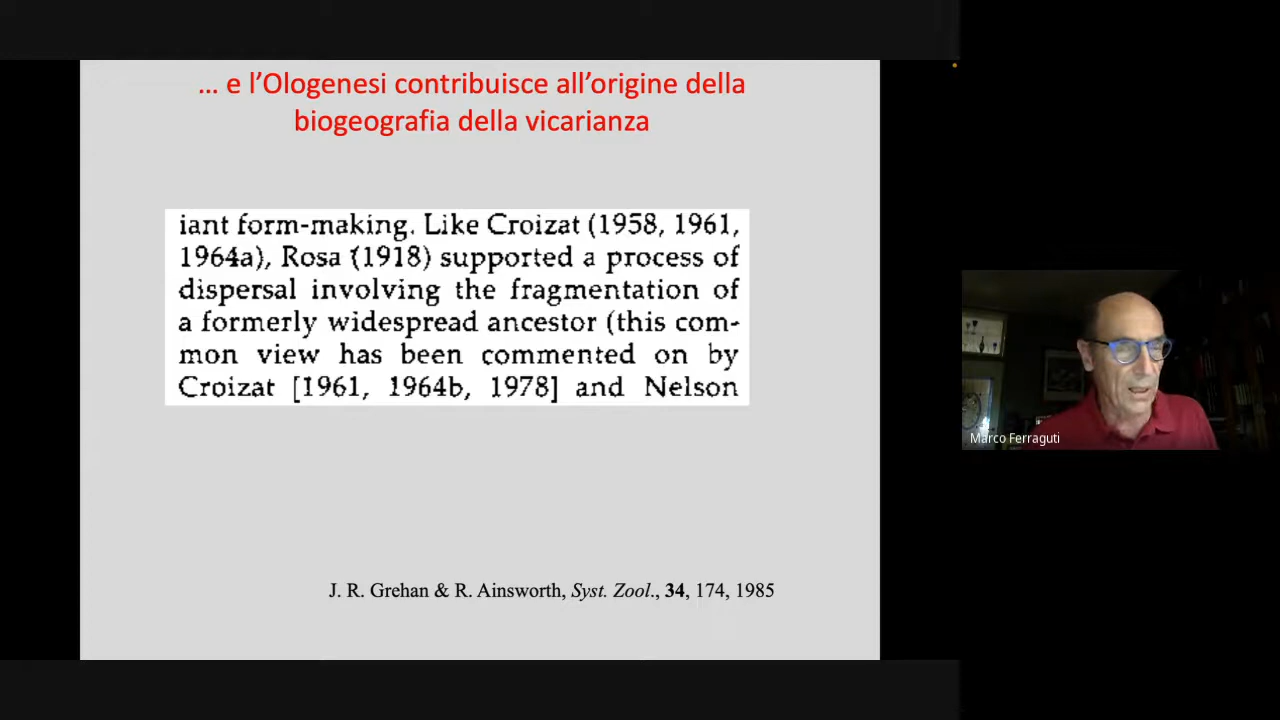 … e l’Ologenesi contribuisce all’origine della
biogeografia della vicarianza
iant form-making. Like Croizat (1958, 1961,
1964a), Rosa (1918) supported a process of
dispersal involving the fragmentation of
a formerly widespread ancestor (this com-
mon view has been commented on by
Croizat [1961, 1964b, 1978] and Nelson
J. R. Grehan & R. Ainsworth, Syst. Zool., 34, 174, 1985
Marco Ferraguti